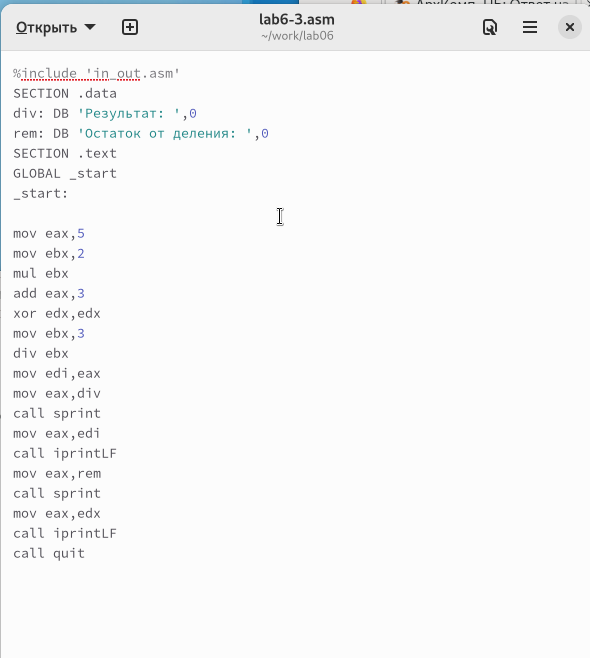 Открыть
lab6-3.asm
~/work/lab06
%include 'in_out.asm'
SECTION .data
div: DB 'Результат: ',0
rem: DB 'Остаток от деления: ',0
SECTION .text
GLOBAL _start
_start:
mov eax,5
mov ebx,2
mul ebx
add eax,3
xor edx,edx
mov ebx,3
div ebx
mov edi,eax
mov eax,div
call sprint
mov eax,edi
call iprintLF
mov eax,rem
call sprint
mov eax,edx
call iprintLF
call quit